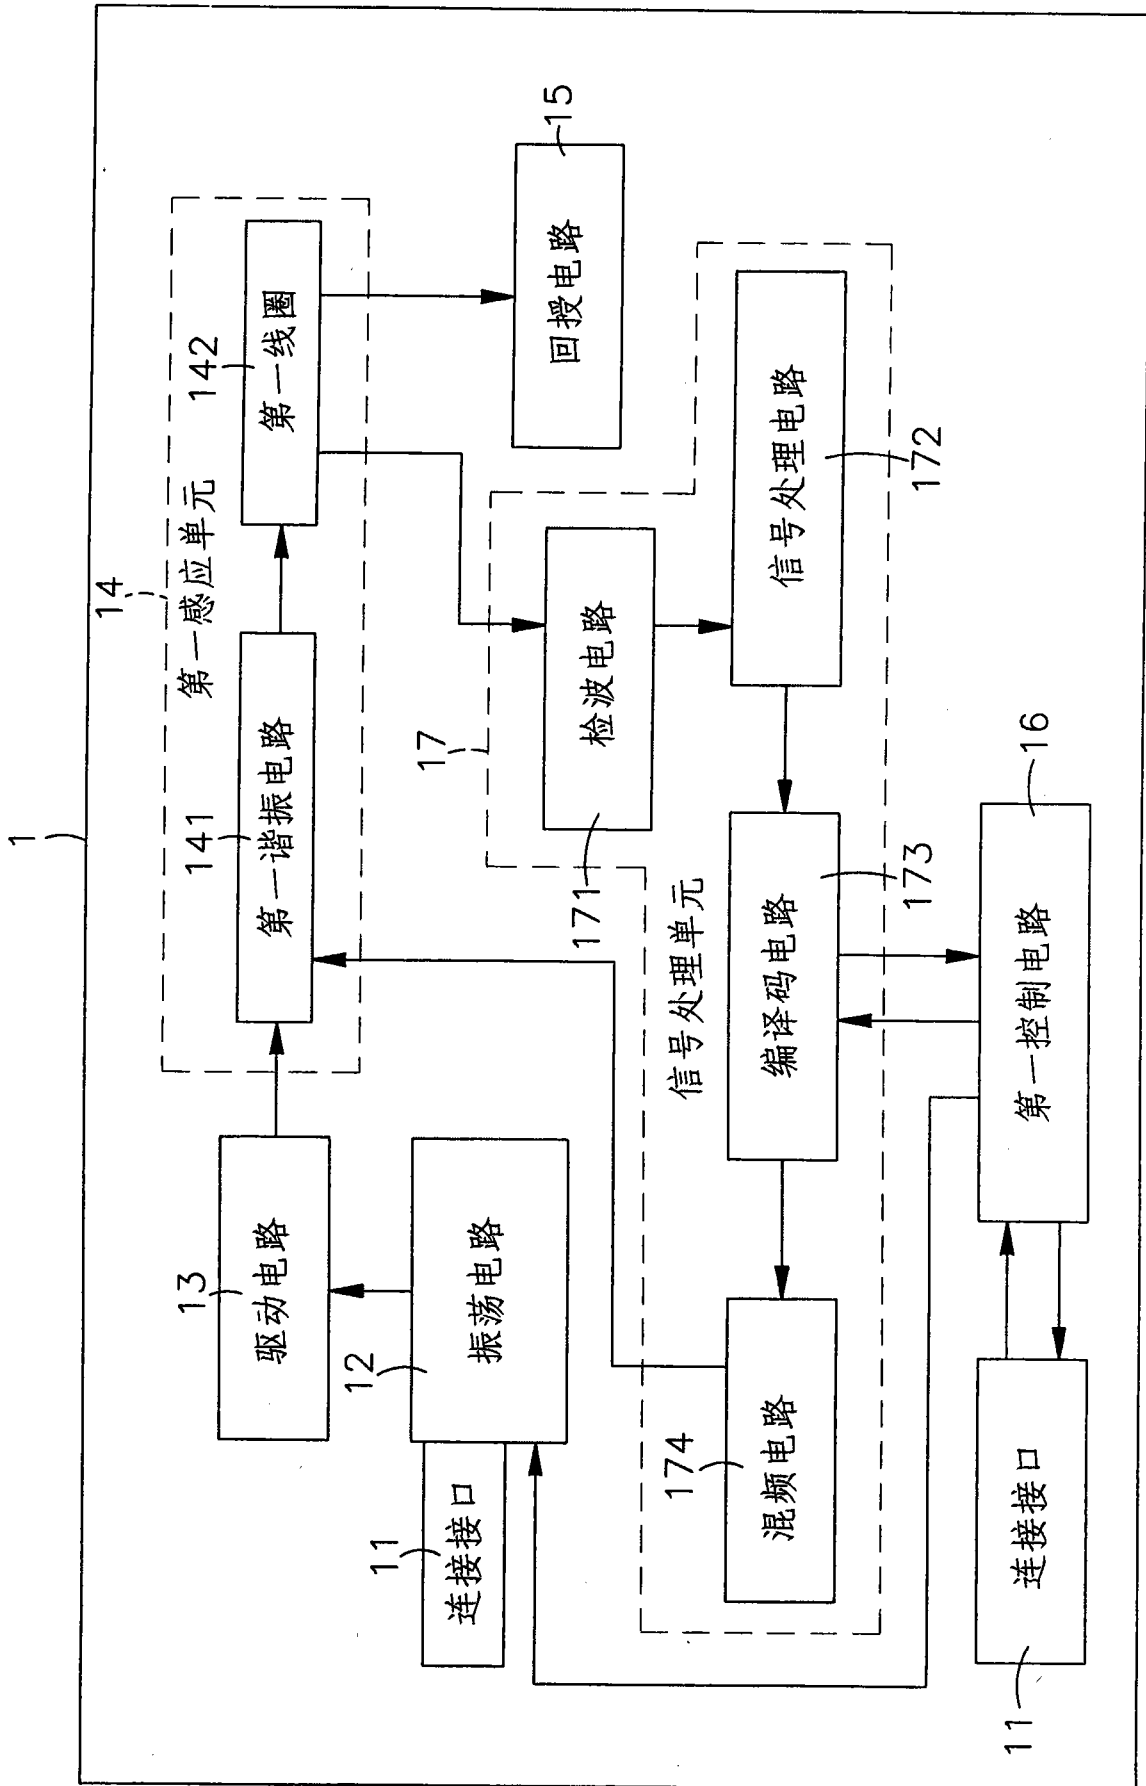 1
14
第一感应单元
141
第一谐振电路
142
第一线圈
13
驱动电路
15
回授电路
12
振荡电路
11
连接接口
17
信号处理单元
171
检波电路
172
信号处理电路
173
编译码电路
174
混频电路
16
第一控制电路
11
连接接口